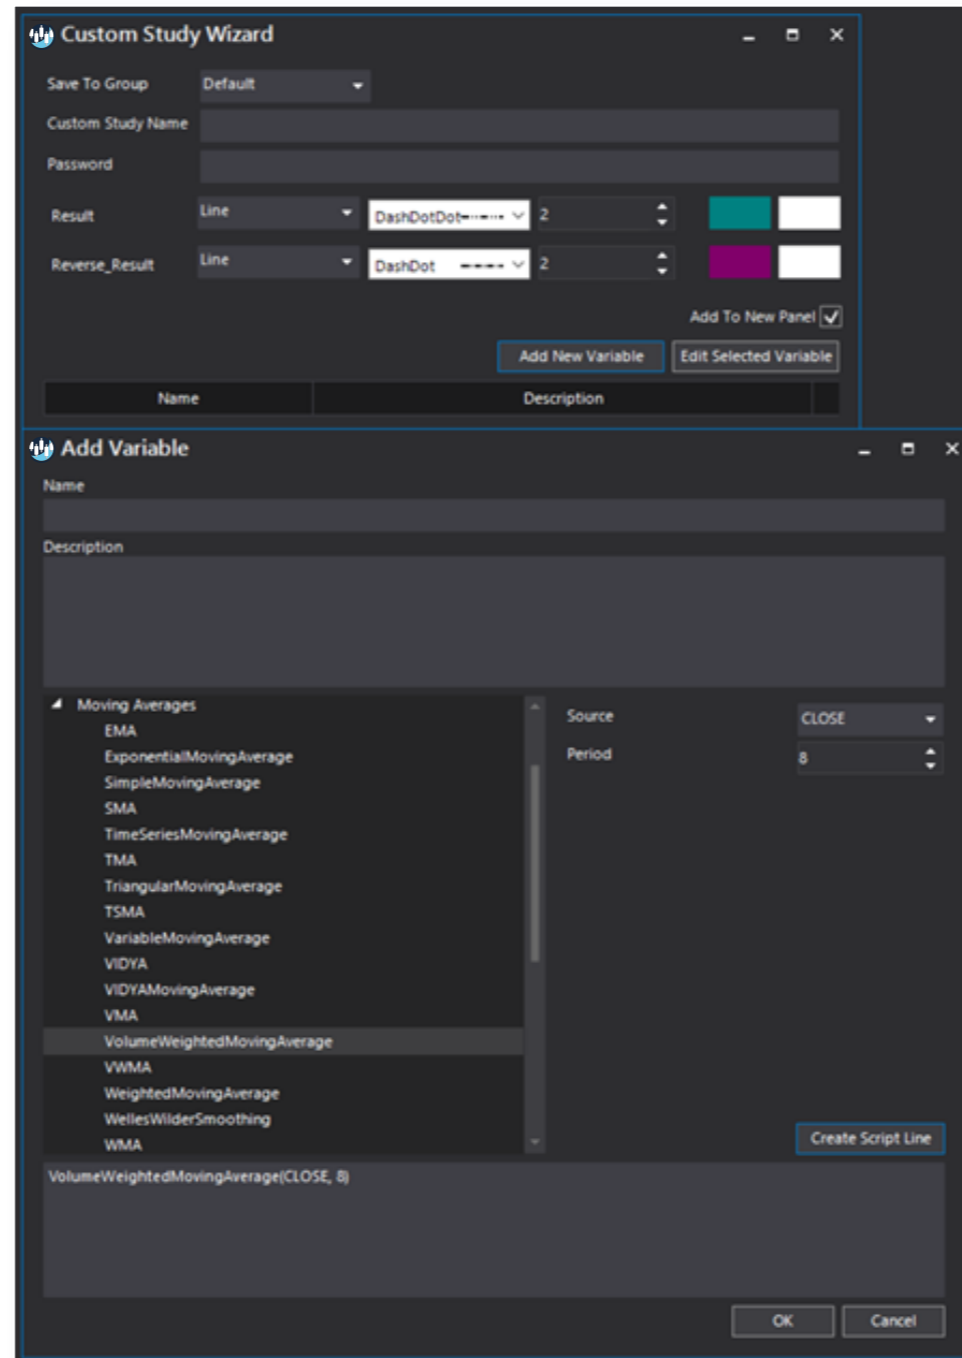 Custom Study Wizard
Save To Group Default
Custom Study Name
Password
Result Line DashDotDot 2
Reverse_Result Line DashDot 2
Add To New Panel
Add New Variable Edit Selected Variable
Name Description
Add Variable
Name
Description
Moving Averages
EMA
ExponentialMovingAverage
SimpleMovingAverage
SMA
TimeSeriesMovingAverage
TMA
TriangularMovingAverage
TSMA
VariableMovingAverage
VIDYA
VIDYAMovingAverage
VMA
VolumeWeightedMovingAverage
VWMA
WeightedMovingAverage
WellesWilderSmoothing
WMA
Source CLOSE
Period 8
Create Script Line
VolumeWeightedMovingAverage(CLOSE, 8)
OK Cancel